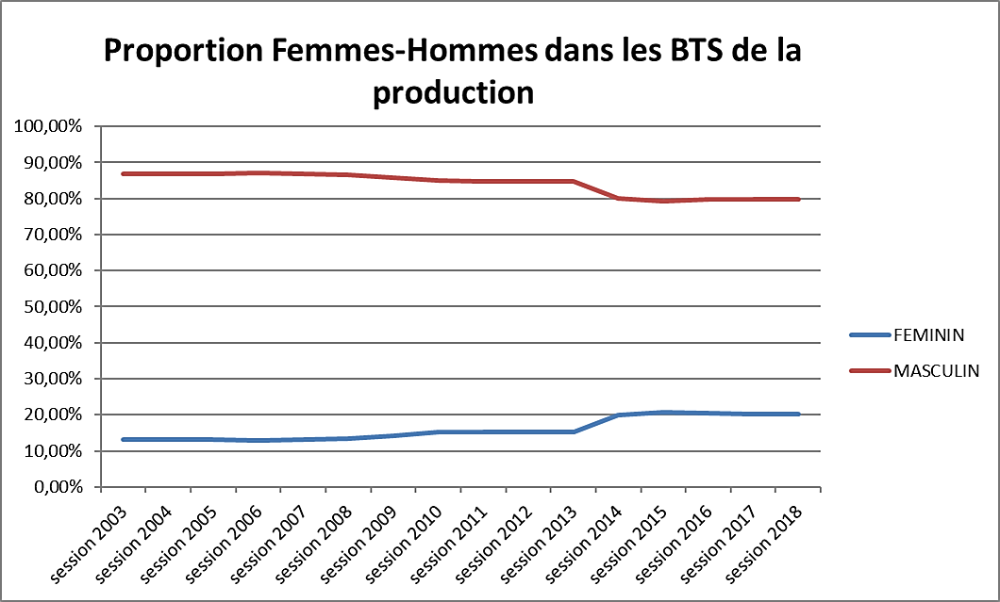 Proportion Femmes-Hommes dans les BTS de la
production
100,00%
90,00%
80,00%
70,00%
60,00%
50,00%
40,00%
30,00%
20,00%
10,00%
0,00%
FEMININ
MASCULIN
session 2003
session 2004
session 2005
session 2006
session 2007
session 2008
session 2009
session 2010
session 2011
session 2012
session 2013
session 2014
session 2015
session 2016
session 2017
session 2018